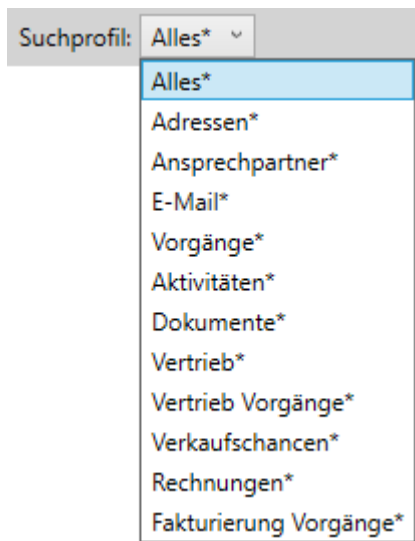 Suchprofil: Alles*
Alles*
Adressen*
Ansprechpartner*
E-Mail*
Vorgänge*
Aktivitäten*
Dokumente*
Vertrieb*
Vertrieb Vorgänge*
Verkaufschancen*
Rechnungen*
Fakturierung Vorgänge*